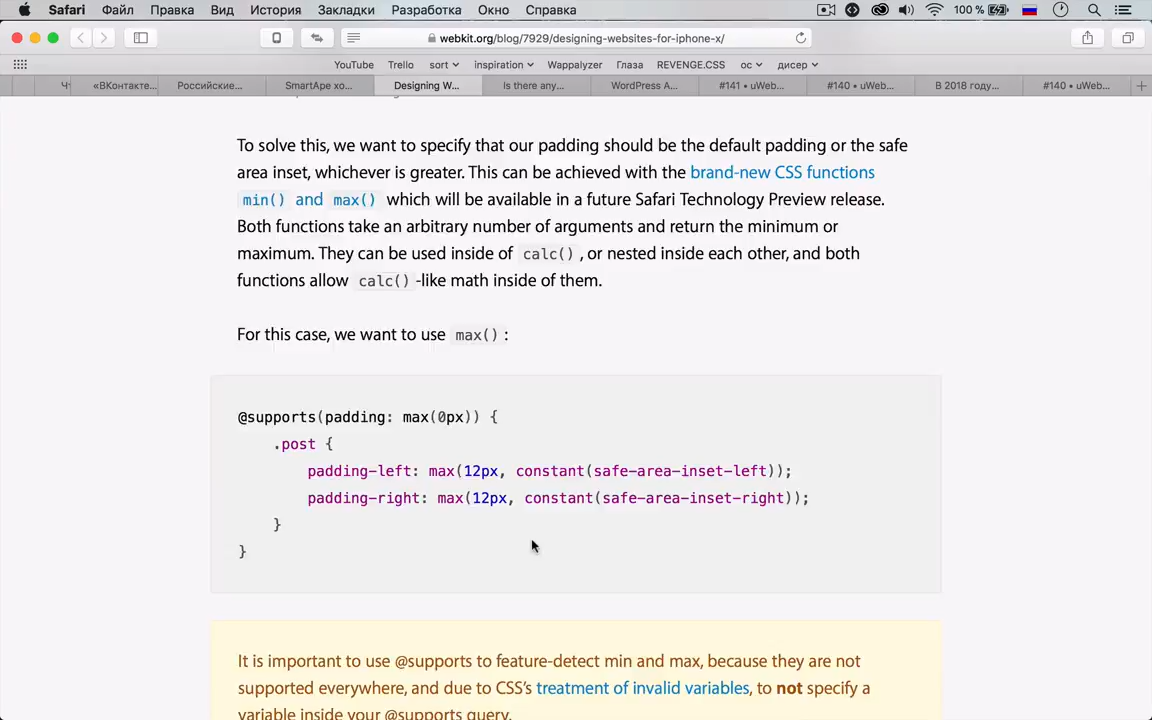 Safari Файл Правка Вид История Закладки Разработка Окно Справка 100 %
webkit.org/blog/7929/designing-websites-for-iphone-x/
YouTube Trello sort inspiration Wappalyzer Глаза REVENGE.CSS ос дисер
Чт «ВКонтакте... Российские... SmartApe хо... Designing W... Is there any... WordPress A... #141 • uWeb... #140 • uWeb... В 2018 году... #140 • uWeb...
To solve this, we want to specify that our padding should be the default padding or the safe
area inset, whichever is greater. This can be achieved with the brand-new CSS functions
min() and max() which will be available in a future Safari Technology Preview release.
Both functions take an arbitrary number of arguments and return the minimum or
maximum. They can be used inside of calc(), or nested inside each other, and both
functions allow calc()-like math inside of them.
For this case, we want to use max():
@supports(padding: max(0px)) {
.post {
padding-left: max(12px, constant(safe-area-inset-left));
padding-right: max(12px, constant(safe-area-inset-right));
}
}
It is important to use @supports to feature-detect min and max, because they are not
supported everywhere, and due to CSS’s treatment of invalid variables, to not specify a
variable inside your @supports query.